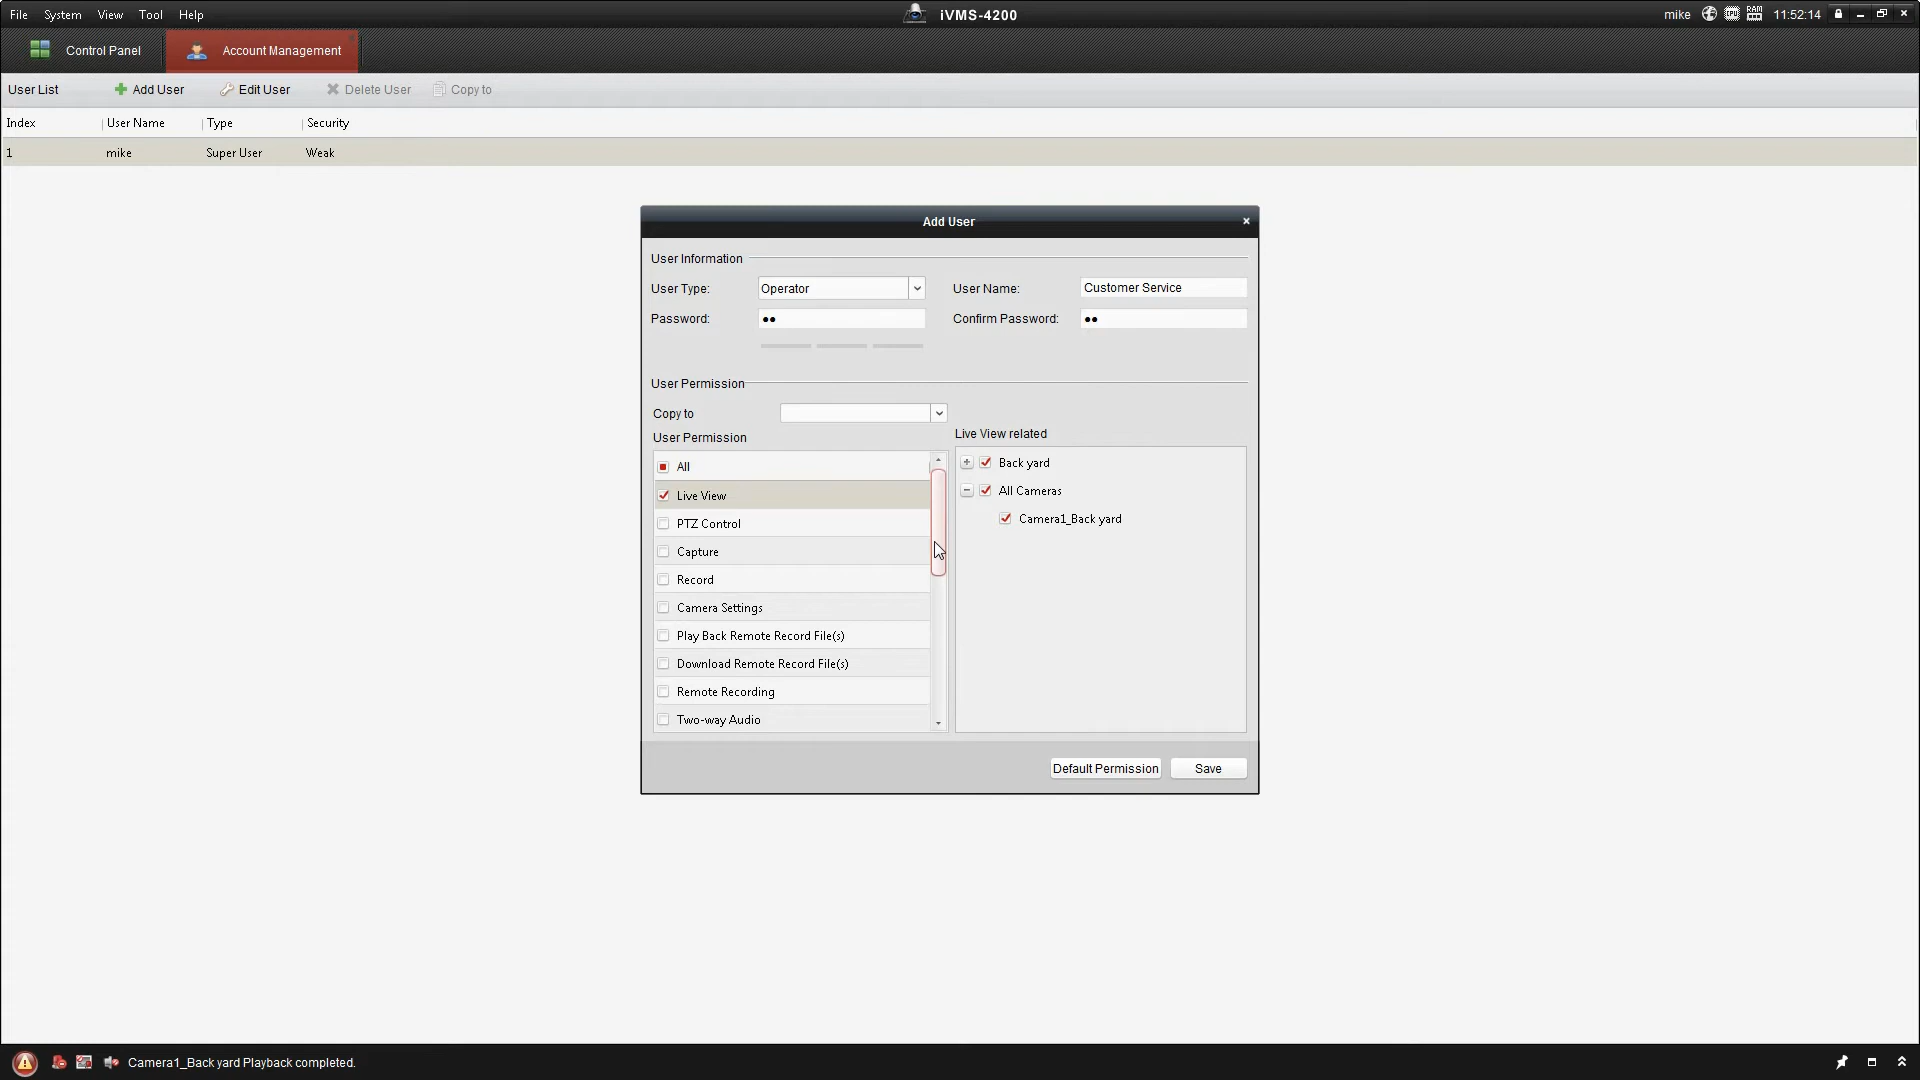 File System View Tool Help iVMS-4200 mike CPU RAM 11:52:14
Control Panel Account Management
User List Add User Edit User Delete User Copy to
Index User Name Type Security
1 mike Super User Weak
Add User
User Information
User Type: Operator User Name: Customer Service
Password: Confirm Password:
User Permission
Copy to
User Permission Live View related
All Back yard
Live View All Cameras
PTZ Control Camera1_Back yard
Capture
Record
Camera Settings
Play Back Remote Record File(s)
Download Remote Record File(s)
Remote Recording
Two-way Audio
Default Permission Save
Camera1_Back yard Playback completed.